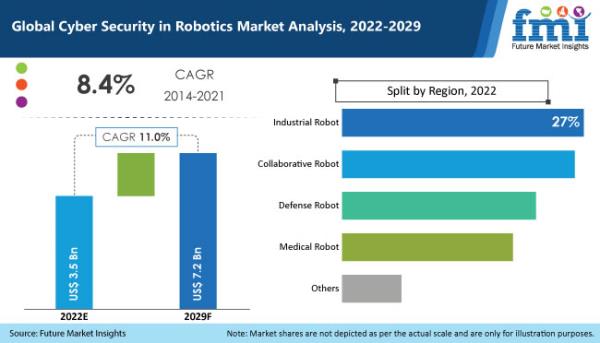 Global Cyber Security in Robotics Market Analysis, 2022-2029
fmi
Future Market Insights
8.4%
CAGR
2014-2021
CAGR 11.0%
US$ 3.5 Bn
US$ 7.2 Bn
2022E
2029F
Split by Region, 2022
Industrial Robot
27%
Collaborative Robot
Defense Robot
Medical Robot
Others
Source: Future Market Insights
Note: Market shares are not depicted as per the actual scale and are only for illustration purposes.